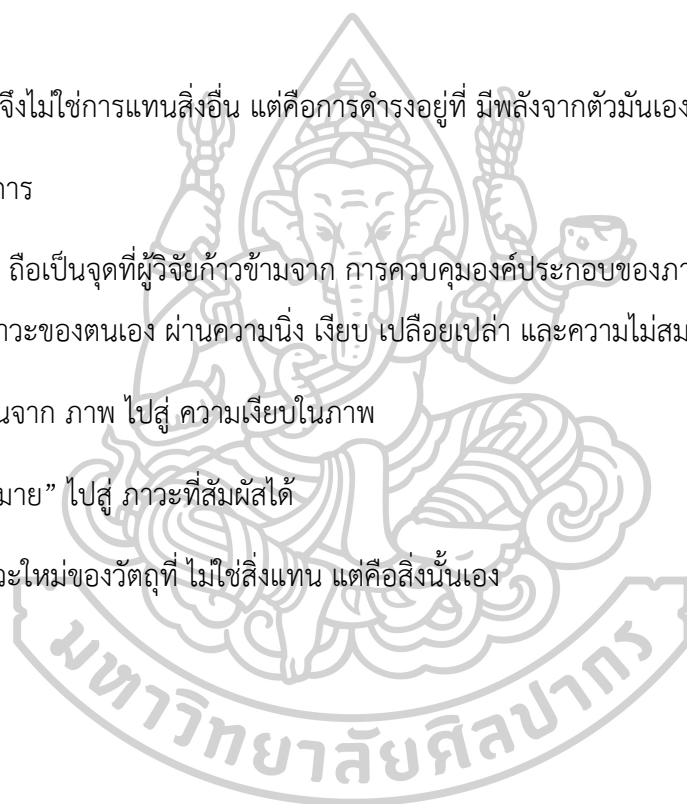 จึงไม่ใช่การแทนสิ่งอื่น แต่คือการดำรงอยู่ที่ มีพลังจากตัวมันเอง
การ
ถือเป็นจุดที่ผู้วิจัยก้าวข้ามจาก การควบคุมองค์ประกอบของภา
าวะของตนเอง ผ่านความนิ่ง เงียบ เปลือยเปล่า และความไม่สม
นจาก ภาพ ไปสู่ ความเงียบในภาพ
มาย” ไปสู่ ภาวะที่สัมผัสได้
วะใหม่ของวัตถุที่ ไม่ใช่สิ่งแทน แต่คือสิ่งนั้นเอง
มหาวิทยาลัยศิลปากร